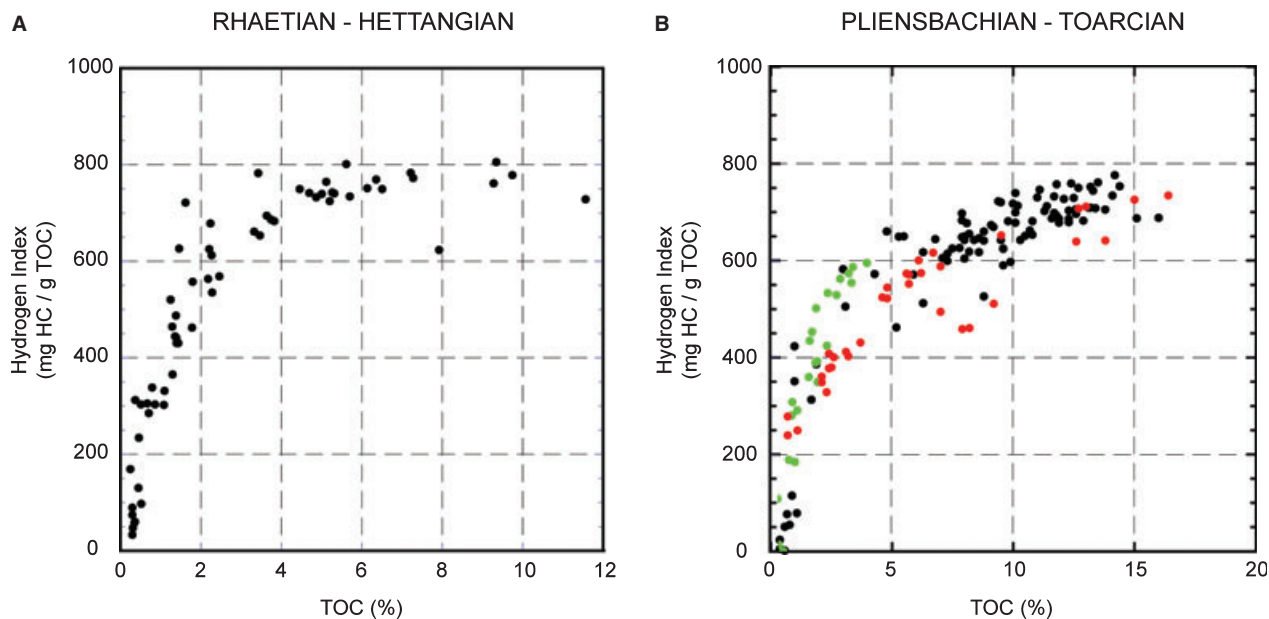 A
RHAETIAN - HETTANGIAN
1000
800
600
400
200
0
Hydrogen Index
(mg HC / g TOC)
0 2 4 6 8 10 12
TOC (%)
B
PLIENSBACHIAN - TOARCIAN
1000
800
600
400
200
0
Hydrogen Index
(mg HC / g TOC)
0 5 10 15 20
TOC (%)